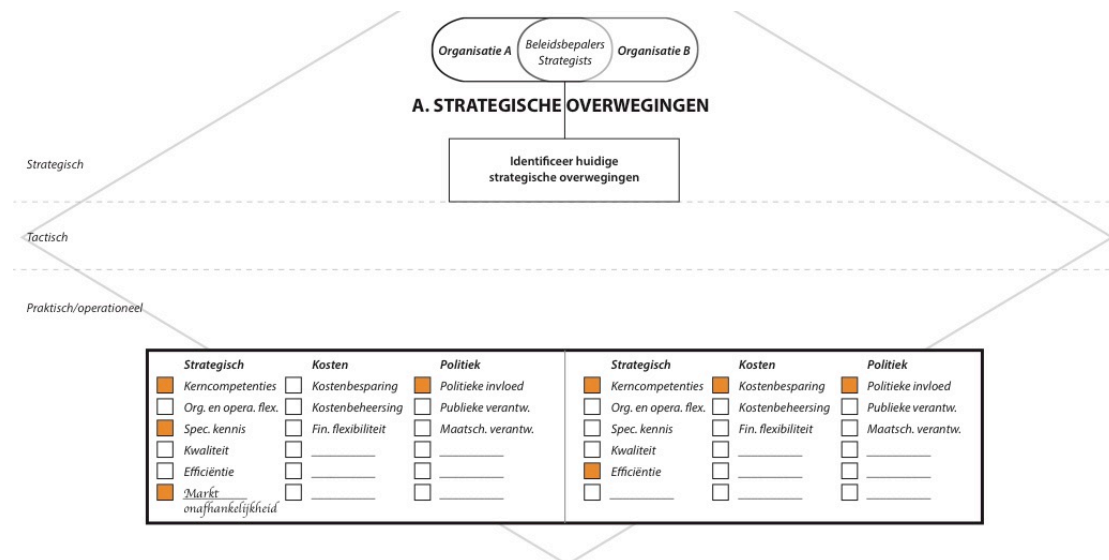 Organisatie A
Beleidsbepalers
Strategists
Organisatie B
A. STRATEGISCHE OVERWEGINGEN
Identificeer huidige
strategische overwegingen
Strategisch
Tactisch
Praktisch/operationeel
Strategisch Kosten Politiek
Kerncompetenties Kostenbesparing Politieke invloed
Org. en opera. flex. Kostenbeheersing Publieke verantw.
Spec. kennis Fin. flexibiliteit Maatsch. verantw.
Kwaliteit
Efficiëntie
Markt
onafhankelijkheid
Strategisch Kosten Politiek
Kerncompetenties Kostenbesparing Politieke invloed
Org. en opera. flex. Kostenbeheersing Publieke verantw.
Spec. kennis Fin. flexibiliteit Maatsch. verantw.
Kwaliteit
Efficiëntie